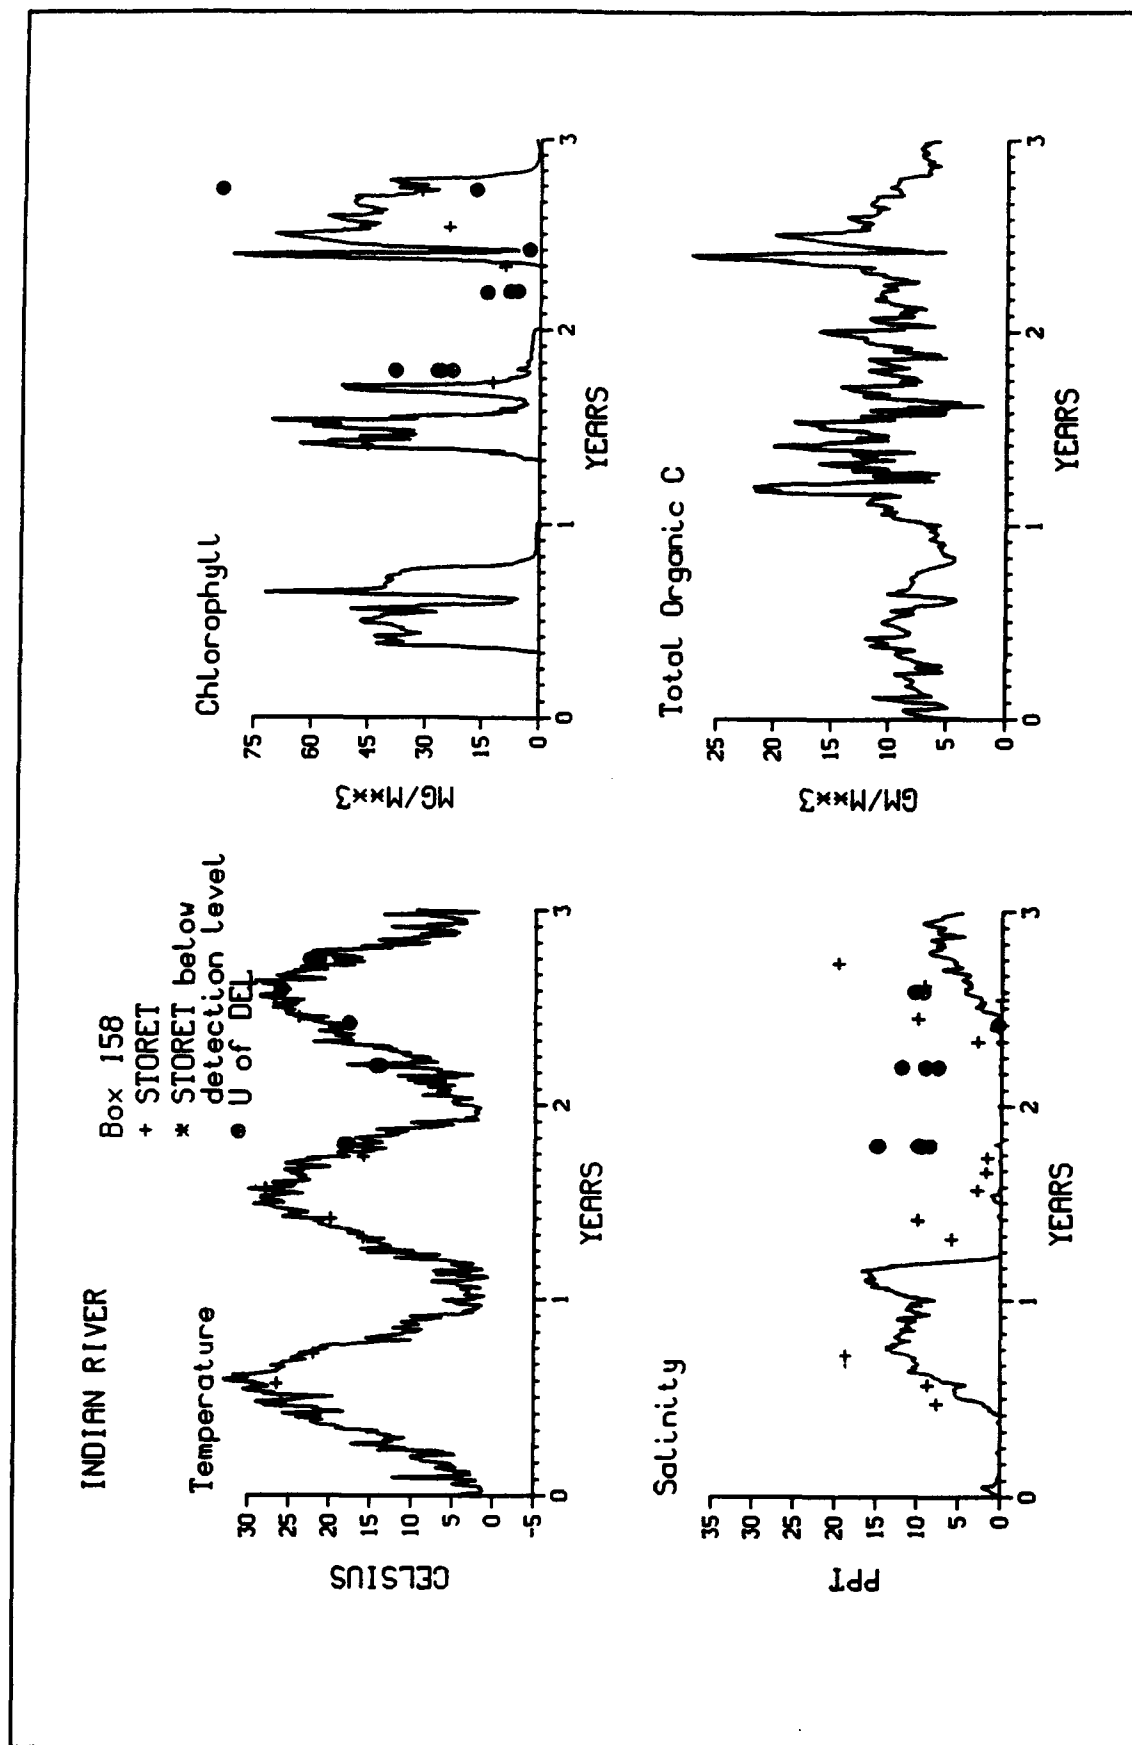 INDIAN RIVER
Box 158
+ STORET
* STORET below
detection level
● U of DEL
Temperature
CELSIUS
30
25
20
15
10
5
0
-5
0
1
2
3
YEARS
Chlorophyll
MG/M**3
75
60
45
30
15
0
0
1
2
3
YEARS
Salinity
PPT
35
30
25
20
15
10
5
0
0
1
2
3
YEARS
Total Organic C
GM/M**3
25
20
15
10
5
0
0
1
2
3
YEARS